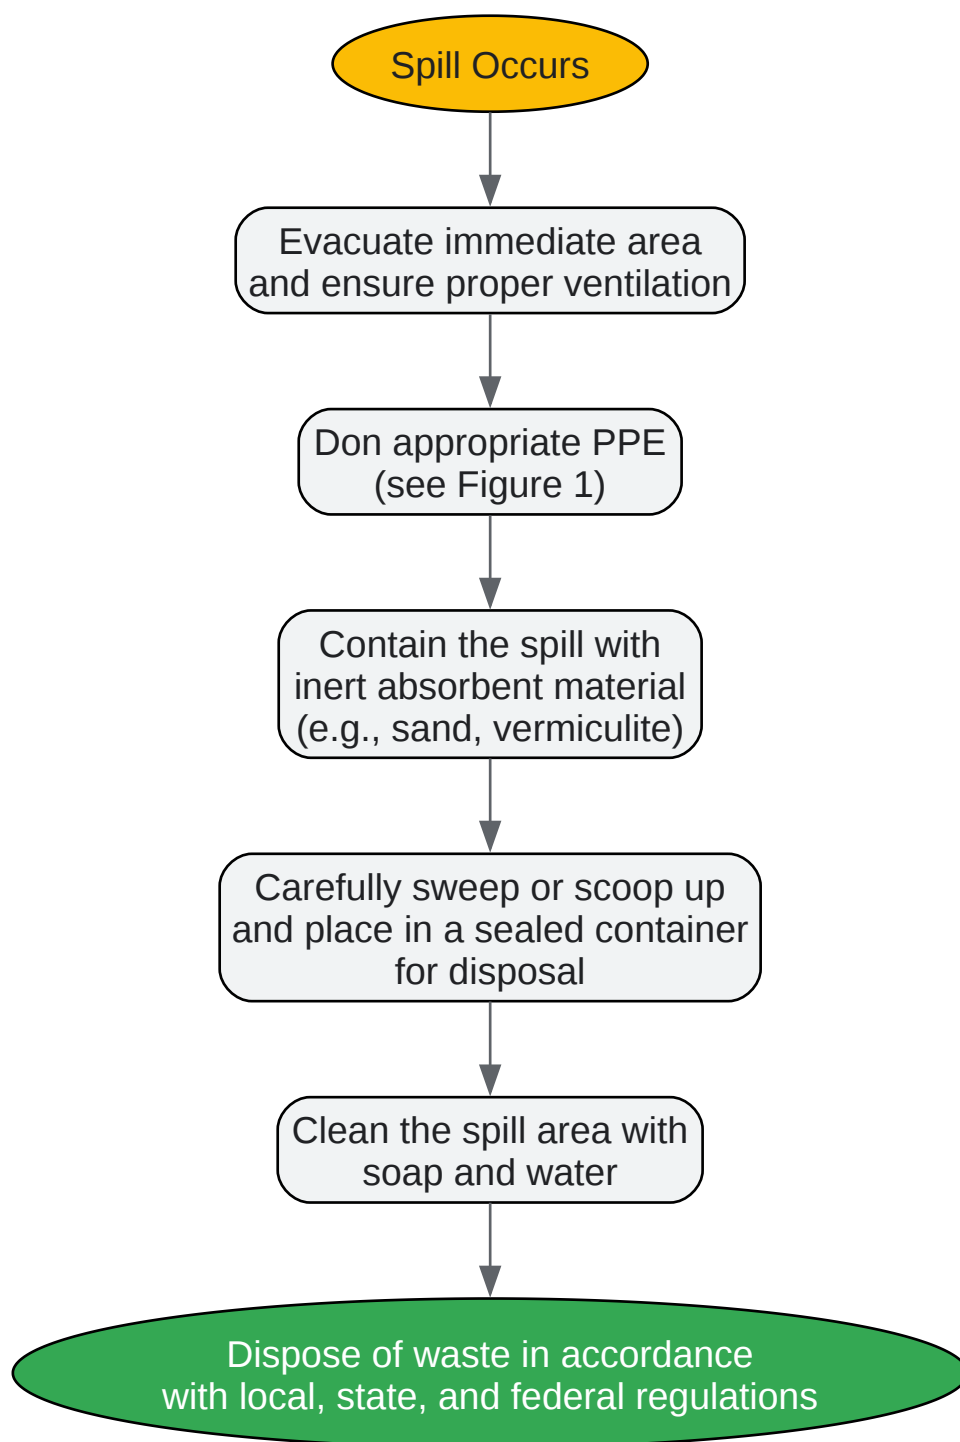 Spill Occurs
Evacuate immediate area
and ensure proper ventilation
Don appropriate PPE
(see Figure 1)
Contain the spill with
inert absorbent material
(e.g., sand, vermiculite)
Carefully sweep or scoop up
and place in a sealed container
for disposal
Clean the spill area with
soap and water
Dispose of waste in accordance
with local, state, and federal regulations